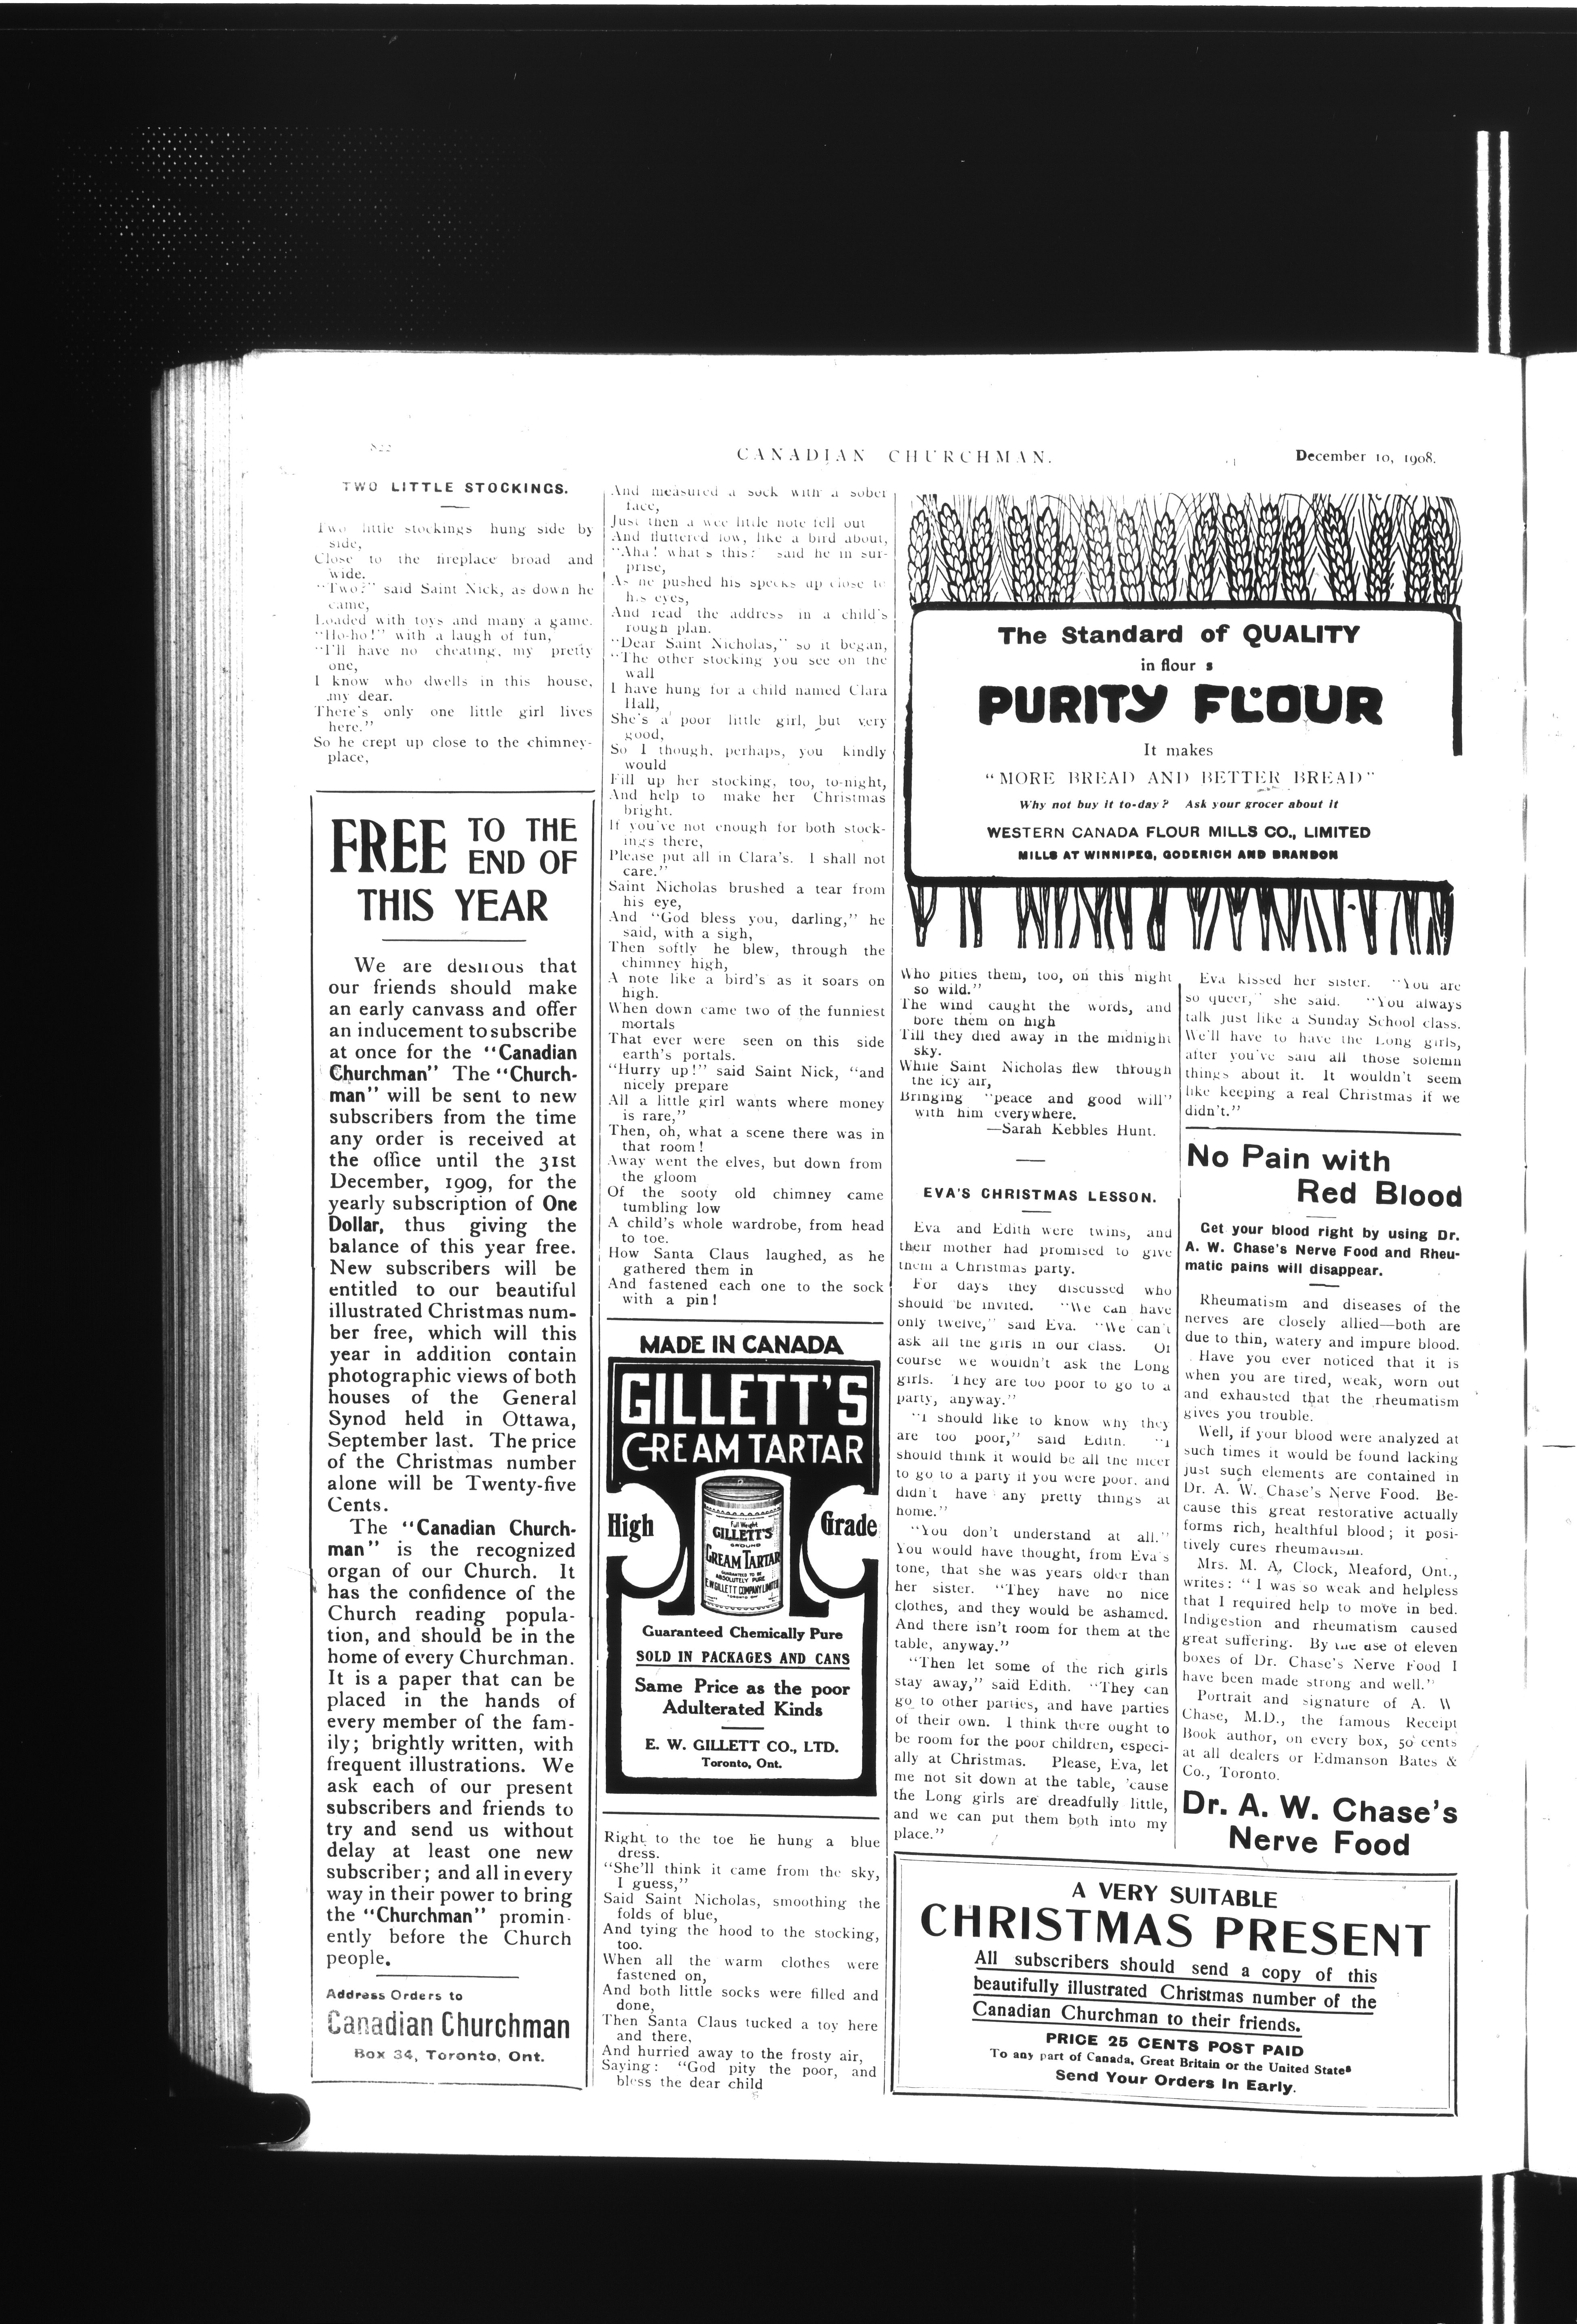 822
CANADIAN CHURCHMAN.
December 10, 1908.
TWO LITTLE STOCKINGS.
Two little stockings hung side by
side,
Close to the fireplace broad and
wide.
"Two?" said Saint Nick, as down he
came,
Loaded with toys and many a game.
"Ho-ho!" with a laugh of fun,
"I'll have no cheating, my pretty
one,
I know who dwells in this house,
my dear.
There's only one little girl lives
here."
So he crept up close to the chimney-
place,
FREE TO THE
END OF
THIS YEAR
We are desirous that
our friends should make
an early canvass and offer
an inducement to subscribe
at once for the "Canadian
Churchman" The "Church-
man" will be sent to new
subscribers from the time
any order is received at
the office until the 31st
December, 1909, for the
yearly subscription of One
Dollar, thus giving the
balance of this year free.
New subscribers will be
entitled to our beautiful
illustrated Christmas num-
ber free, which will this
year in addition contain
photographic views of both
houses of the General
Synod held in Ottawa,
September last. The price
of the Christmas number
alone will be Twenty-five
Cents.
The "Canadian Church-
man" is the recognized
organ of our Church. It
has the confidence of the
Church reading popula-
tion, and should be in the
home of every Churchman.
It is a paper that can be
placed in the hands of
every member of the fam-
ily; brightly written, with
frequent illustrations. We
ask each of our present
subscribers and friends to
try and send us without
delay at least one new
subscriber; and all in every
way in their power to bring
the "Churchman" promin-
ently before the Church
people.
Address Orders to
Canadian Churchman
Box 34, Toronto, Ont.
And measured a sock with a sober
face,
Just then a wee little note fell out
And fluttered low, like a bird about,
"Aha! what's this?" said he in sur-
prise,
As he pushed his specks up close to
his eyes,
And read the address in a child's
rough plan.
"Dear Saint Nicholas," so it began,
"The other stocking you see on the
wall
I have hung for a child named Clara
Hall,
She's a poor little girl, but very
good,
So I though, perhaps, you kindly
would
Fill up her stocking, too, to-night,
And help to make her Christmas
bright.
If you've not enough for both stock-
ings there,
Please put all in Clara's. I shall not
care."
Saint Nicholas brushed a tear from
his eye,
And "God bless you, darling," he
said, with a sigh,
Then softly he blew, through the
chimney high,
A note like a bird's as it soars on
high.
When down came two of the funniest
mortals
That ever were seen on this side
earth's portals.
"Hurry up!" said Saint Nick, "and
nicely prepare
All a little girl wants where money
is rare,"
Then, oh, what a scene there was in
that room!
Away went the elves, but down from
the gloom
Of the sooty old chimney came
tumbling low
A child's whole wardrobe, from head
to toe.
How Santa Claus laughed, as he
gathered them in
And fastened each one to the sock
with a pin!
MADE IN CANADA
GILLETT'S
CREAM TARTAR
High Grade
Full Weight
GILLETT'S
GROUND
CREAM TARTAR
GUARANTEED TO BE
ABSOLUTELY PURE
E.W. GILLETT COMPANY LIMITED
TORONTO ONT.
Guaranteed Chemically Pure
SOLD IN PACKAGES AND CANS
Same Price as the poor
Adulterated Kinds
E. W. GILLETT CO., LTD.
Toronto, Ont.
Right to the toe he hung a blue
dress.
"She'll think it came from the sky,
I guess,"
Said Saint Nicholas, smoothing the
folds of blue,
And tying the hood to the stocking,
too.
When all the warm clothes were
fastened on,
And both little socks were filled and
done,
Then Santa Claus tucked a toy here
and there,
And hurried away to the frosty air,
Saying: "God pity the poor, and
bless the dear child
The Standard of QUALITY
in flour s
PURITY FLOUR
It makes
"MORE BREAD AND BETTER BREAD"
Why not buy it to-day? Ask your grocer about it
WESTERN CANADA FLOUR MILLS CO., LIMITED
MILLS AT WINNIPEG, GODERICH AND BRANDON
Who pities them, too, on this night
so wild."
The wind caught the words, and
bore them on high
Till they died away in the midnight
sky.
While Saint Nicholas flew through
the icy air,
Bringing "peace and good will"
with him everywhere.
—Sarah Kebbles Hunt.
EVA'S CHRISTMAS LESSON.
Eva and Edith were twins, and
their mother had promised to give
them a Christmas party.
For days they discussed who
should be invited. "We can have
only twelve," said Eva. "We can't
ask all the girls in our class. Of
course we wouldn't ask the Long
girls. They are too poor to go to a
party, anyway."
"I should like to know why they
are too poor," said Edith. "I
should think it would be all the nicer
to go to a party if you were poor, and
didn't have any pretty things at
home."
"You don't understand at all."
You would have thought, from Eva's
tone, that she was years older than
her sister. "They have no nice
clothes, and they would be ashamed.
And there isn't room for them at the
table, anyway."
"Then let some of the rich girls
stay away," said Edith. "They can
go to other parties, and have parties
of their own. I think there ought to
be room for the poor children, especi-
ally at Christmas. Please, Eva, let
me not sit down at the table, 'cause
the Long girls are dreadfully little,
and we can put them both into my
place."
Eva kissed her sister. "You are
so queer," she said. "You always
talk just like a Sunday School class.
We'll have to have the Long girls,
after you've said all those solemn
things about it. It wouldn't seem
like keeping a real Christmas if we
didn't."
No Pain with
Red Blood
Get your blood right by using Dr.
A. W. Chase's Nerve Food and Rheu-
matic pains will disappear.
Rheumatism and diseases of the
nerves are closely allied—both are
due to thin, watery and impure blood.
Have you ever noticed that it is
when you are tired, weak, worn out
and exhausted that the rheumatism
gives you trouble.
Well, if your blood were analyzed at
such times it would be found lacking
just such elements are contained in
Dr. A. W. Chase's Nerve Food. Be-
cause this great restorative actually
forms rich, healthful blood; it posi-
tively cures rheumatism.
Mrs. M. A. Clock, Meaford, Ont.,
writes: "I was so weak and helpless
that I required help to move in bed.
Indigestion and rheumatism caused
great suffering. By the use of eleven
boxes of Dr. Chase's Nerve Food I
have been made strong and well."
Portrait and signature of A. W
Chase, M.D., the famous Receipt
Book author, on every box, 50 cents
at all dealers or Edmanson Bates &
Co., Toronto.
Dr. A. W. Chase's
Nerve Food
A VERY SUITABLE
CHRISTMAS PRESENT
All subscribers should send a copy of this
beautifully illustrated Christmas number of the
Canadian Churchman to their friends.
PRICE 25 CENTS POST PAID
To any part of Canada, Great Britain or the United States
Send Your Orders In Early.